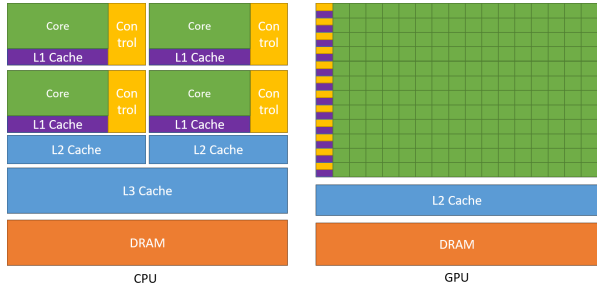 Core
Con
trol
L1 Cache
Core
Con
trol
L1 Cache
Core
Con
trol
L1 Cache
Core
Con
trol
L1 Cache
L2 Cache
L2 Cache
L3 Cache
DRAM
CPU
L2 Cache
DRAM
GPU